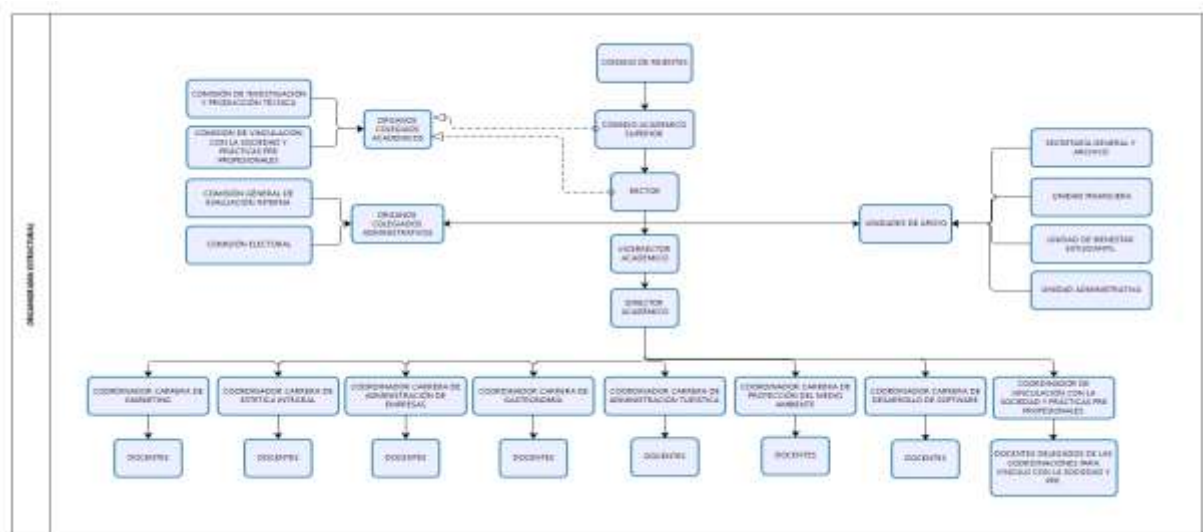 ORGANIGRAMA ESTRUCTURAL
CONSEJO DE REGENTES
COMISIÓN DE INVESTIGACIÓN
Y PRODUCCIÓN TÉCNICA
ÓRGANOS
COLEGIADOS
ACADÉMICOS
CONSEJO ACADÉMICO
SUPERIOR
COMISIÓN DE VINCULACIÓN
CON LA SOCIEDAD Y
PRÁCTICAS PRE
PROFESIONALES
SECRETARÍA GENERAL Y
ARCHIVO
RECTOR
COMISIÓN GENERAL DE
EVALUACIÓN INTERNA
UNIDAD FINANCIERA
ÓRGANOS
COLEGIADOS
ADMINISTRATIVOS
UNIDADES DE APOYO
COMISIÓN ELECTORAL
UNIDAD DE BIENESTAR
ESTUDIANTIL
VICERRECTOR
ACADÉMICO
UNIDAD ADMINISTRATIVA
DIRECTOR
ACADÉMICO
COORDINADOR CARRERA DE
MARKETING
COORDINADOR CARRERA DE
ESTÉTICA INTEGRAL
COORDINADOR CARRERA DE
ADMINISTRACIÓN DE
EMPRESAS
COORDINADOR CARRERA DE
GASTRONOMÍA
COORDINADOR CARRERA DE
ADMINISTRACIÓN TURÍSTICA
COORDINADOR CARRERA DE
PROTECCIÓN DEL MEDIO
AMBIENTE
COORDINADOR CARRERA DE
DESARROLLO DE SOFTWARE
COORDINADOR DE
VINCULACIÓN CON LA
SOCIEDAD Y PRÁCTICAS PRE
PROFESIONALES
DOCENTES
DOCENTES
DOCENTES
DOCENTES
DOCENTES
DOCENTES
DOCENTES
DOCENTES DELEGADOS DE LAS
COORDINACIONES PARA
VINCULO CON LA SOCIEDAD Y